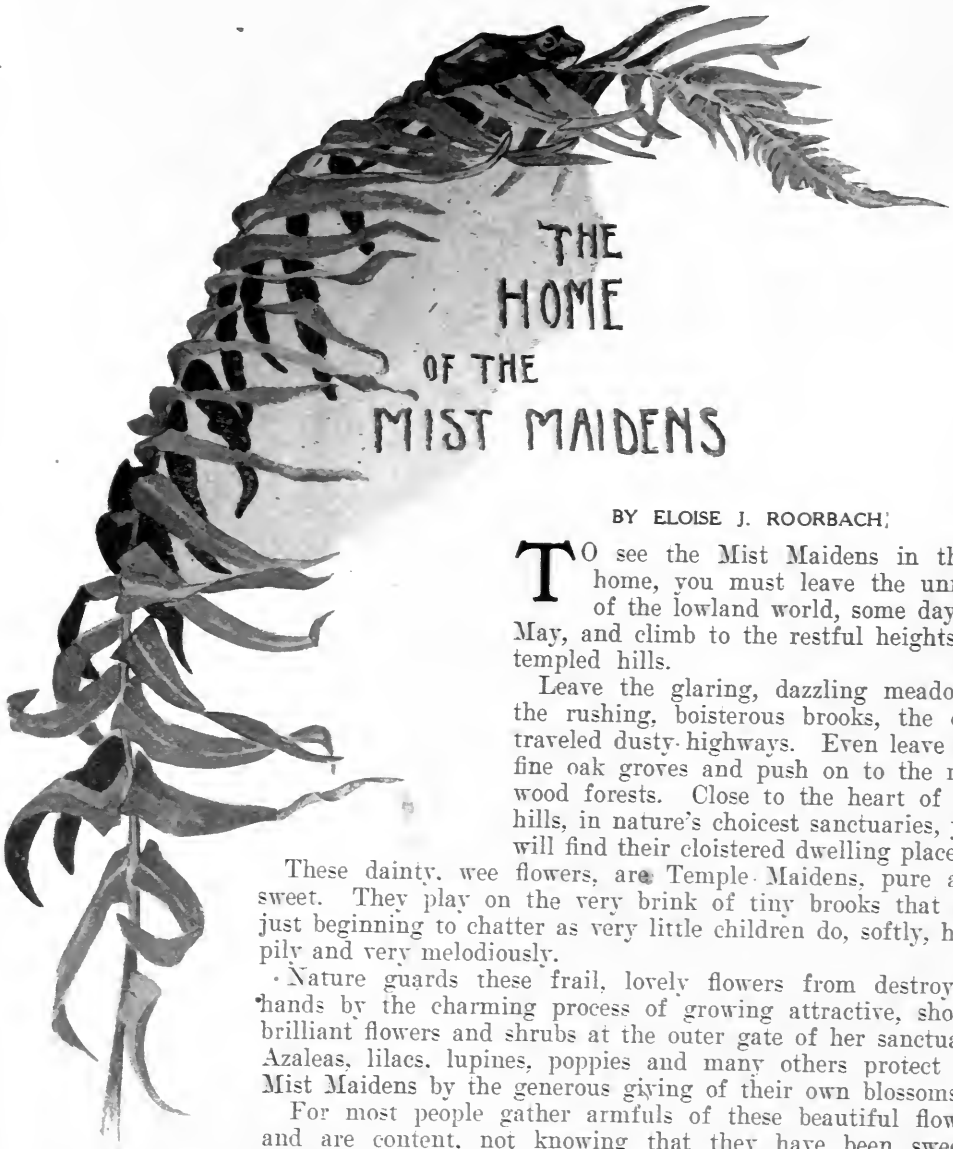 THE
HOME
OF THE
MIST MAIDENS
BY ELOISE J. ROORBACH.
TO see the Mist Maidens in th
home, you must leave the unr
of the lowland world, some day
May, and climb to the restful heights
templed hills.
Leave the glaring, dazzling meado
the rushing, boisterous brooks, the
traveled dusty highways. Even leave
fine oak groves and push on to the r
wood forests. Close to the heart of
hills, in nature's choicest sanctuaries, y
will find their cloistered dwelling place
These dainty, wee flowers, are Temple Maidens, pure a
sweet. They play on the very brink of tiny brooks that
just beginning to chatter as very little children do, softly, h
pily and very melodiously.
Nature guards these frail, lovely flowers from destroy
hands by the charming process of growing attractive, sho
brilliant flowers and shrubs at the outer gate of her sanctua
Azaleas, lilacs, lupines, poppies and many others protect
Mist Maidens by the generous giving of their own blossoms
For most people gather armfuls of these beautiful flow
and are content, not knowing that they have been swee